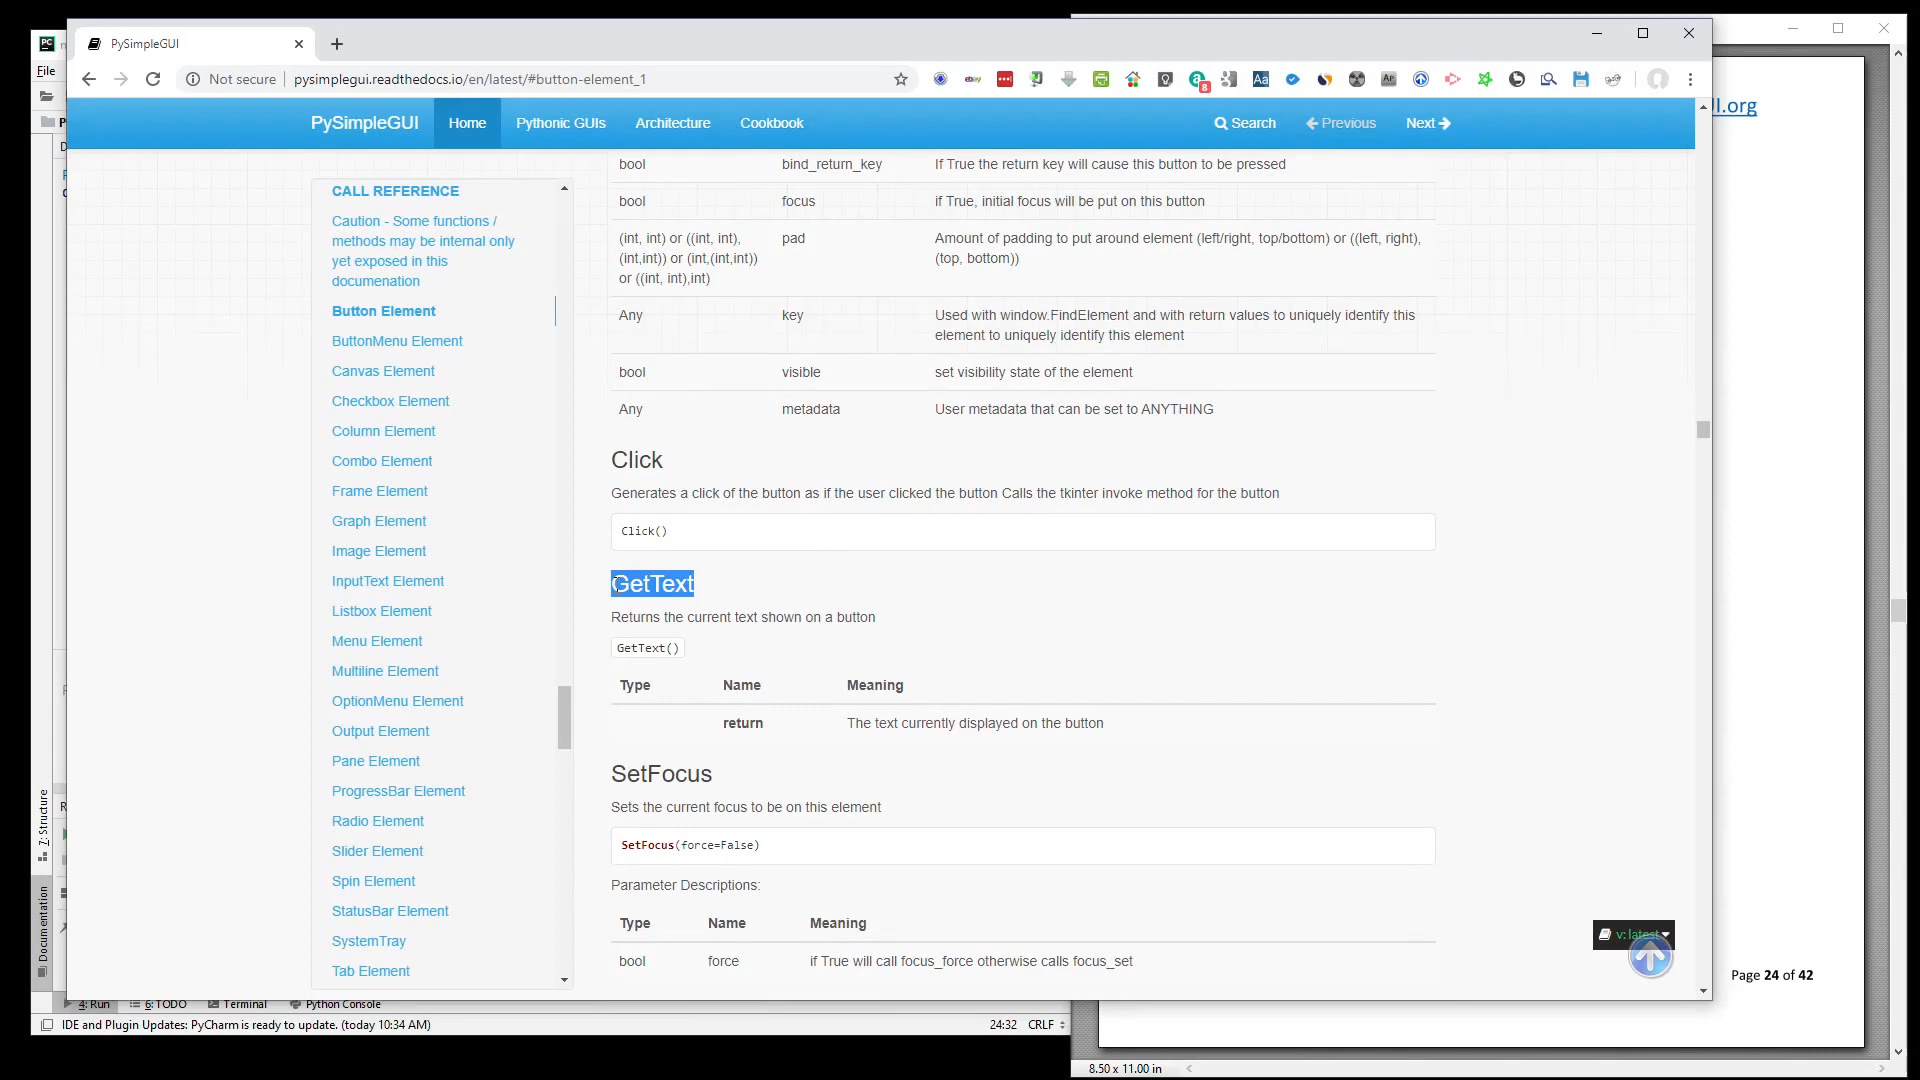 PySimpleGUI
Not secure
pysimplegui.readthedocs.io/en/latest/#button-element_1
File
PySimpleGUI
Home
Pythonic GUIs
Architecture
Cookbook
Search
Previous
Next
CALL REFERENCE
Caution - Some functions /
methods may be internal only
yet exposed in this
documenation
Button Element
ButtonMenu Element
Canvas Element
Checkbox Element
Column Element
Combo Element
Frame Element
Graph Element
Image Element
InputText Element
Listbox Element
Menu Element
Multiline Element
OptionMenu Element
Output Element
Pane Element
ProgressBar Element
Radio Element
Slider Element
Spin Element
StatusBar Element
SystemTray
Tab Element
bool bind_return_key If True the return key will cause this button to be pressed
bool focus if True, initial focus will be put on this button
(int, int) or ((int, int), pad Amount of padding to put around element (left/right, top/bottom) or ((left, right),
(int,int)) or (int,(int,int)) (top, bottom))
or ((int, int),int)
Any key Used with window.FindElement and with return values to uniquely identify this
element to uniquely identify this element
bool visible set visibility state of the element
Any metadata User metadata that can be set to ANYTHING
Click
Generates a click of the button as if the user clicked the button Calls the tkinter invoke method for the button
Click()
GetText
Returns the current text shown on a button
GetText()
Type Name Meaning
return The text currently displayed on the button
SetFocus
Sets the current focus to be on this element
SetFocus(force=False)
Parameter Descriptions:
Type Name Meaning
bool force if True will call focus_force otherwise calls focus_set
v: latest
7: Structure
Documentation
4: Run
6: TODO
Terminal
Python Console
IDE and Plugin Updates: PyCharm is ready to update. (today 10:34 AM)
24:32 CRLF
I.org
Page 24 of 42
8.50 x 11.00 in